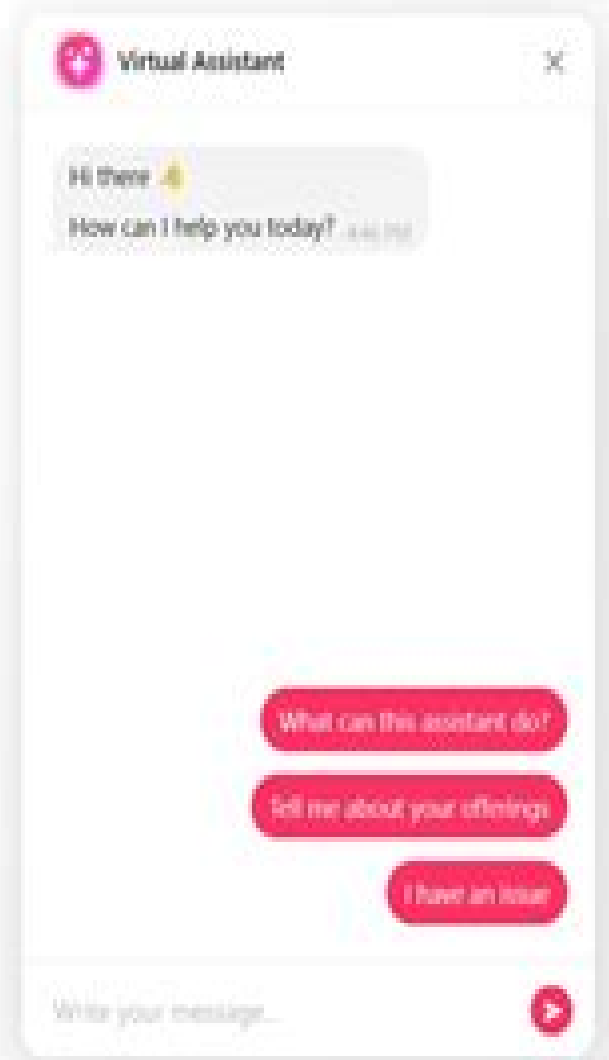 Virtual Assistant
Hi there
How can I help you today?
What can this assistant do?
Tell me about your offerings
I have an issue
Write your message...